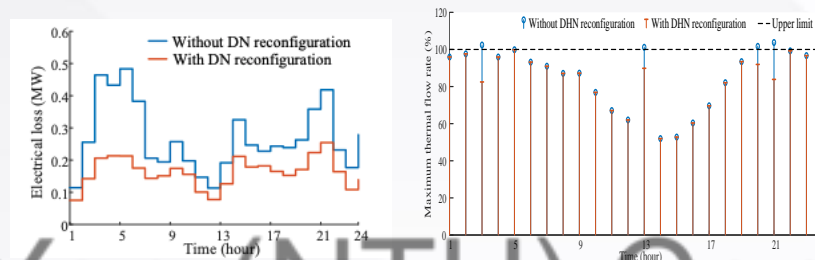 0.6
0.5
0.4
0.3
0.2
0.1
0
Electrical loss (MW)
Without DN reconfiguration
With DN reconfiguration
1 5 9 13 17 21 24
Time (hour)
120
100
80
60
40
20
0
Maximum thermal flow rate (%)
Without DHN reconfiguration With DHN reconfiguration Upper limit
1 5 9 13 17 21
Time (hour)